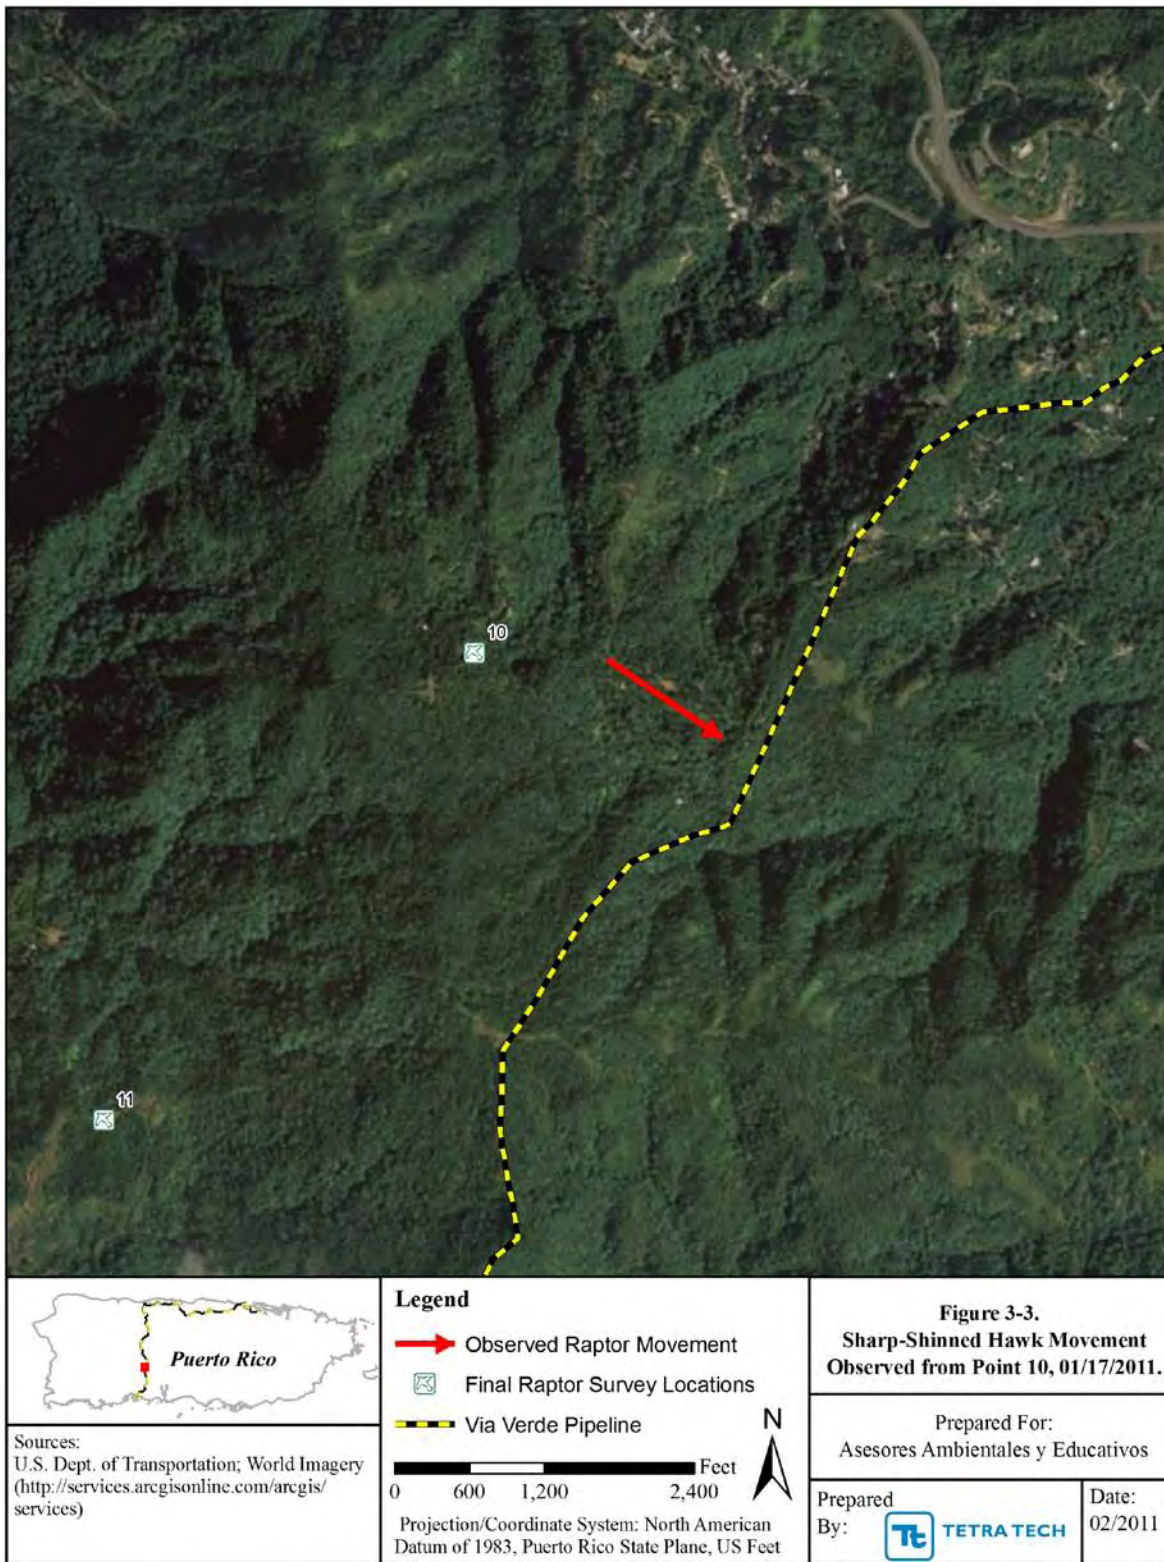 10
11
Puerto Rico
Sources:
U.S. Dept. of Transportation; World Imagery
(http://services.arcgisonline.com/arcgis/
services)
Legend
Observed Raptor Movement
Final Raptor Survey Locations
Via Verde Pipeline
N
Feet
0 600 1,200 2,400
Projection/Coordinate System: North American
Datum of 1983, Puerto Rico State Plane, US Feet
Figure 3-3.
Sharp-Shinned Hawk Movement
Observed from Point 10, 01/17/2011.
Prepared For:
Asesores Ambientales y Educativos
Prepared
By:
Tt TETRA TECH
Date:
02/2011